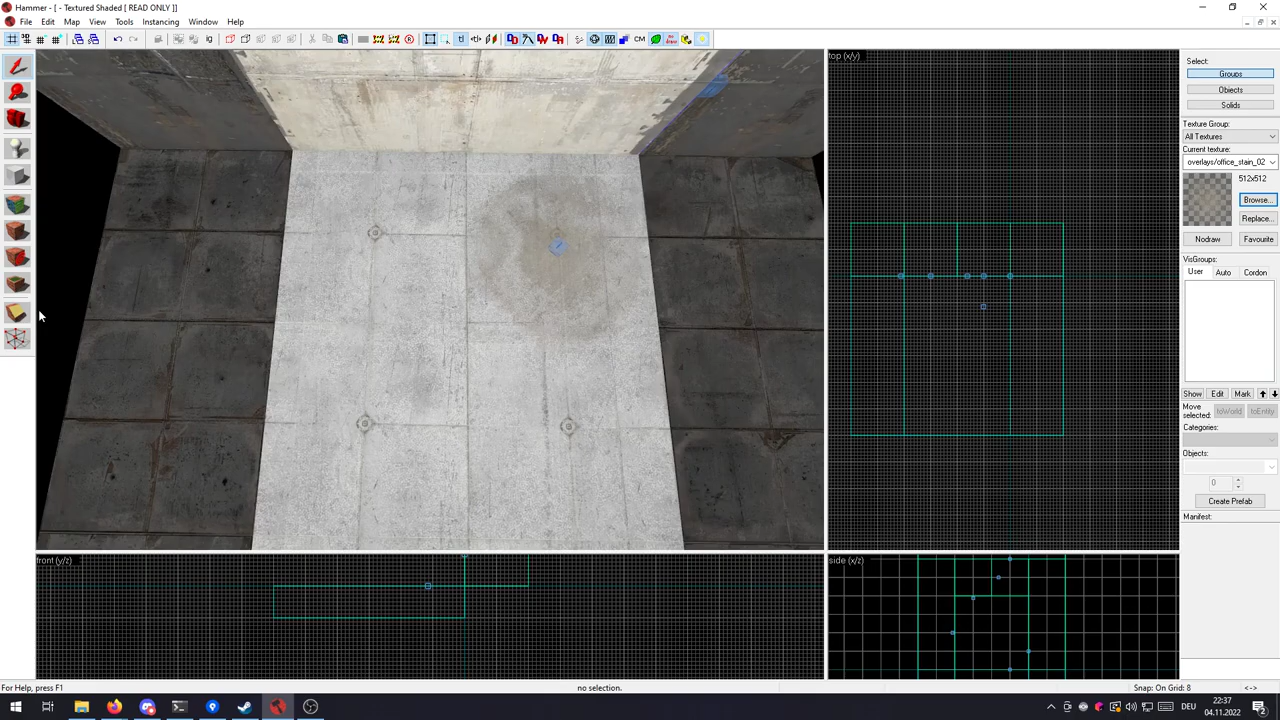 Hammer - [ - Textured Shaded [ READ ONLY ]]
File Edit Map View Tools Instancing Window Help
CM
top (x/y)
Select:
Groups
Objects
Solids
Texture Group:
All Textures
Current texture:
overlays/office_stain_02
512x512
Browse...
Replace...
Nodraw Favourite
VisGroups:
User Auto Cordon
Show Edit Mark
Move selected:
toWorld toEntity
Categories:
Objects:
0
Create Prefab
Manifest:
front (y/z)
side (x/z)
For Help, press F1
no selection.
Snap: On Grid: 8
<->
DEU
22:37
04.11.2022